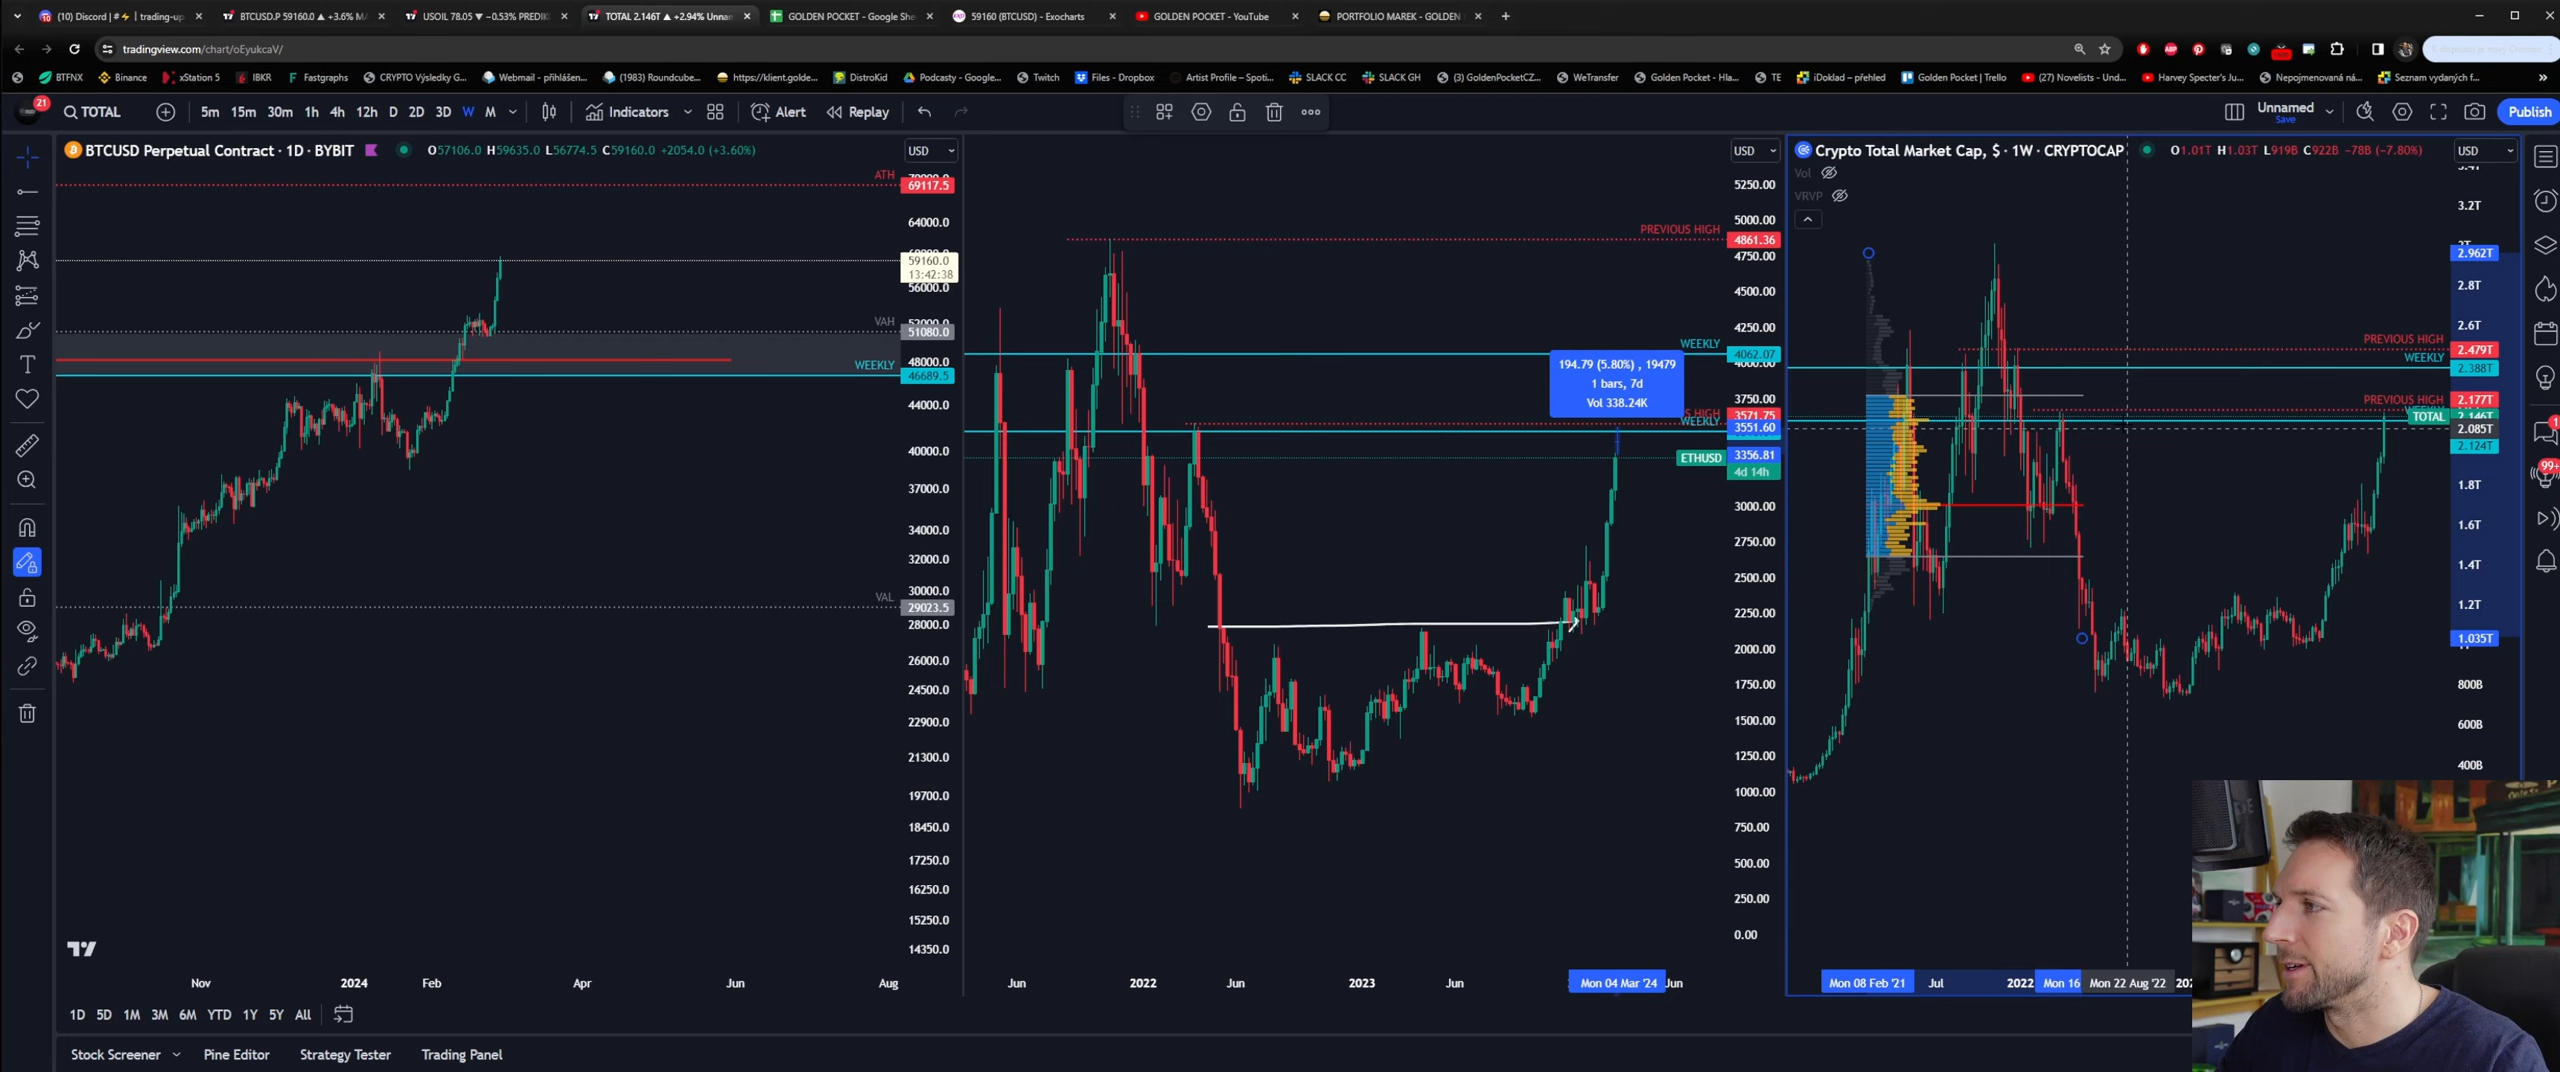 (10) Discord | # ⚡ | trading-up
BTCUSD.P 59160.0 ▲ +3.6% M
USOIL 78.05 ▼ −0.53% PREDIK
TOTAL 2.146T ▲ +2.94% Unna
GOLDEN POCKET - Google She
59160 (BTCUSD) - Exocharts
GOLDEN POCKET - YouTube
PORTFOLIO MAREK - GOLDEN
tradingview.com/chart/oEyukcaV/
BTFNX
Binance
xStation 5
IBKR
Fastgraphs
CRYPTO Výsledky G...
Webmail – přihlášen...
(1983) Roundcube...
https://klient.golde...
DistroKid
Podcasty - Google...
Twitch
Files - Dropbox
Artist Profile – Spoti...
SLACK CC
SLACK GH
(3) GoldenPocketCZ...
WeTransfer
Golden Pocket - Hla...
TE
iDoklad – přehled
Golden Pocket | Trello
(27) Novelists - Und...
Harvey Specter's Ju...
Nepojmenovaná ná...
Seznam vydaných f...
21
TOTAL
5m 15m 30m 1h 4h 12h D 2D 3D W M
Indicators
Alert
Replay
Unnamed
Save
Publish
BTCUSD Perpetual Contract · 1D · BYBIT
O57106.0 H59635.0 L56774.5 C59160.0 +2054.0 (+3.60%)
USD
ATH
69117.5
64000.0
59160.0
13:42:38
56000.0
VAH
51080.0
48000.0
WEEKLY
46689.5
44000.0
40000.0
37000.0
34000.0
32000.0
30000.0
VAL
29023.5
28000.0
26000.0
24500.0
22900.0
21300.0
19700.0
18450.0
17250.0
16250.0
15250.0
14350.0
Nov 2024 Feb Apr Jun Aug
USD
5250.00
5000.00
PREVIOUS HIGH
4861.36
4750.00
4500.00
4250.00
WEEKLY
4062.07
4000.00
194.79 (5.80%) , 19479
1 bars, 7d
Vol 338.24K
3750.00
S HIGH
3571.75
WEEKLY
3551.60
ETHUSD
3356.81
4d 14h
3000.00
2750.00
2500.00
2250.00
2000.00
1750.00
1500.00
1250.00
1000.00
750.00
500.00
250.00
0.00
Jun 2022 Jun 2023 Jun Mon 04 Mar '24 Jun
Crypto Total Market Cap, $ · 1W · CRYPTOCAP
O1.01T H1.03T L919B C922B −78B (−7.80%)
USD
Vol
VRVP
3.2T
2.962T
2.8T
2.6T
PREVIOUS HIGH
2.479T
WEEKLY
2.388T
PREVIOUS HIGH
2.177T
TOTAL
2.146T
2.085T
2.124T
1.8T
1.6T
1.4T
1.2T
1.035T
800B
600B
400B
Mon 08 Feb '21 Jul 2022 Mon 16 Mon 22 Aug '22
99+
1D 5D 1M 3M 6M YTD 1Y 5Y All
Stock Screener
Pine Editor
Strategy Tester
Trading Panel